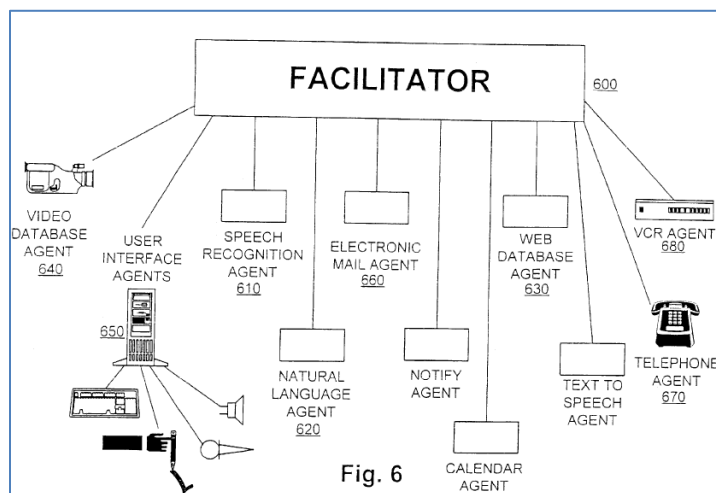 FACILITATOR
600
VIDEO
DATABASE
AGENT
640
USER
INTERFACE
AGENTS
650
SPEECH
RECOGNITION
AGENT
610
NATURAL
LANGUAGE
AGENT
620
ELECTRONIC
MAIL AGENT
660
NOTIFY
AGENT
CALENDAR
AGENT
WEB
DATABASE
AGENT
630
TEXT TO
SPEECH
AGENT
VCR AGENT
680
TELEPHONE
AGENT
670
Fig. 6